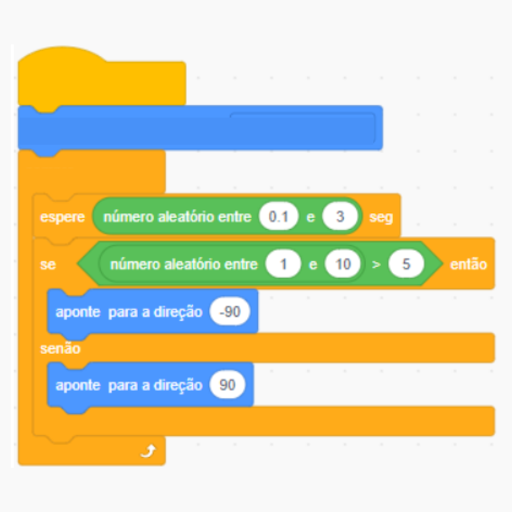 espere número aleatório entre 0.1 e 3 seg
se número aleatório entre 1 e 10 > 5 então
aponte para a direção -90
senão
aponte para a direção 90